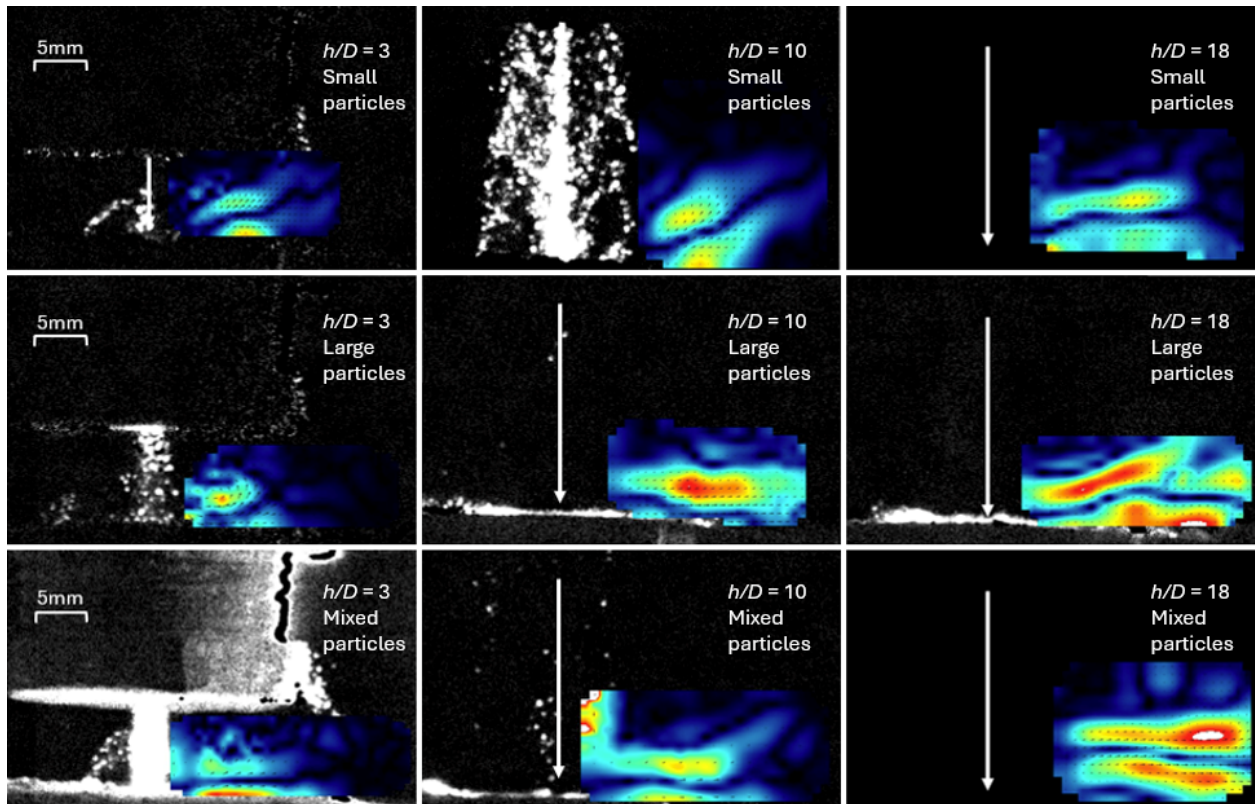 5mm
h/D = 3
Small
particles
h/D = 10
Small
particles
h/D = 18
Small
particles
5mm
h/D = 3
Large
particles
h/D = 10
Large
particles
h/D = 18
Large
particles
5mm
h/D = 3
Mixed
particles
h/D = 10
Mixed
particles
h/D = 18
Mixed
particles